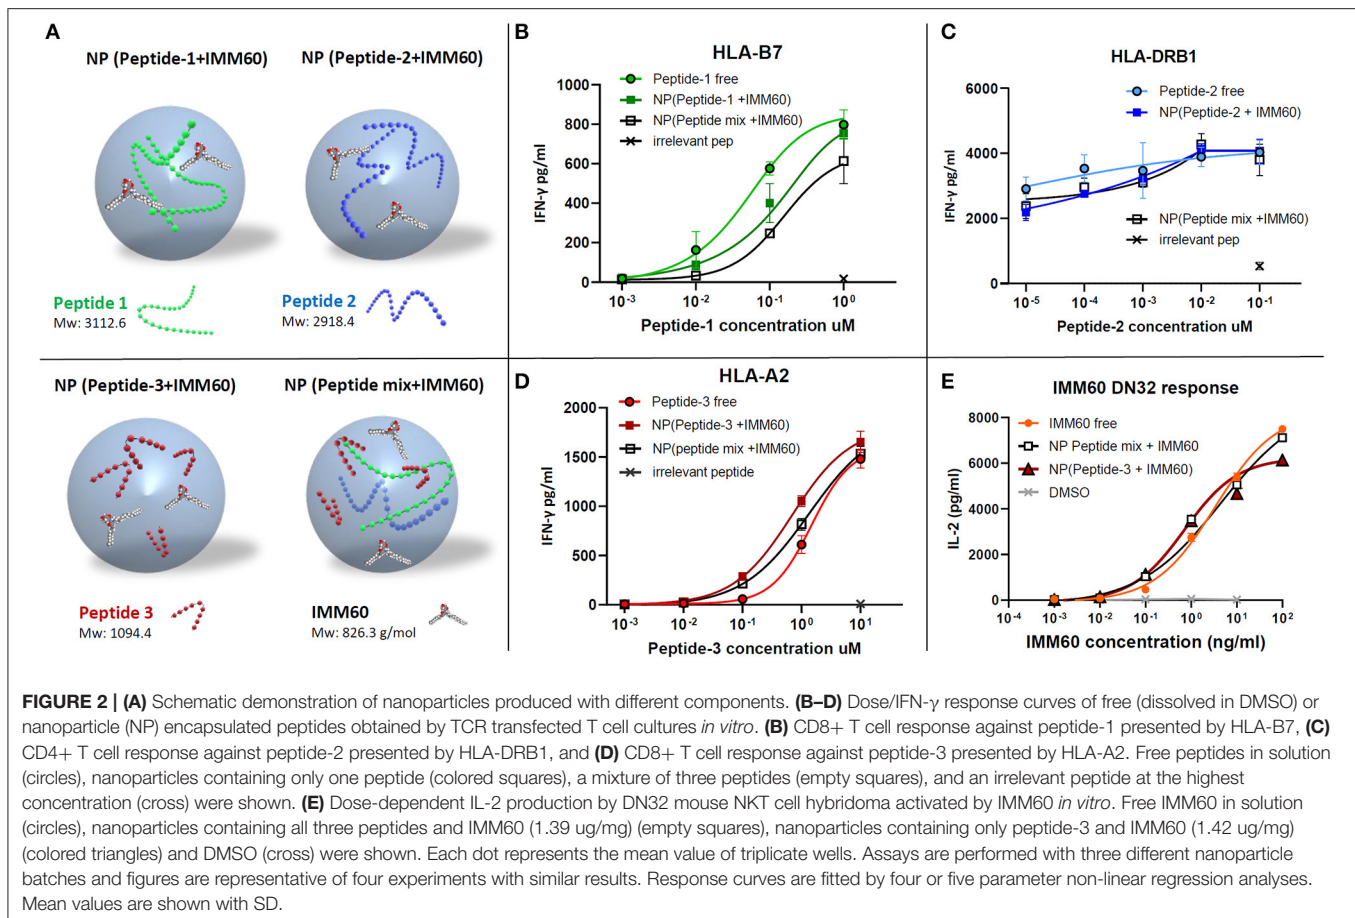 (A)
NP (Peptide-1+IMM60)
NP (Peptide-2+IMM60)
Peptide 1
Mw: 3112.6
Peptide 2
Mw: 2918.4
NP (Peptide-3+IMM60)
NP (Peptide mix+IMM60)
Peptide 3
Mw: 1094.4
IMM60
Mw: 826.3 g/mol
(B)
HLA-B7
Peptide-1 free
NP(Peptide-1 +IMM60)
NP(Peptide mix +IMM60)
irrelevant pep
IFN-γ pg/ml
1000
800
600
400
200
0
10⁻³ 10⁻² 10⁻¹ 10⁰
Peptide-1 concentration uM
(C)
HLA-DRB1
Peptide-2 free
NP(Peptide-2 + IMM60)
NP(Peptide mix +IMM60)
irrelevant pep
IFN-γ pg/ml
6000
4000
2000
0
10⁻⁵ 10⁻⁴ 10⁻³ 10⁻² 10⁻¹
Peptide-2 concentration uM
D)
HLA-A2
Peptide-3 free
NP(Peptide-3 +IMM60)
NP(peptide mix +IMM60)
irrelevant peptide
IFN-γ pg/ml
2000
1500
1000
500
0
10⁻³ 10⁻² 10⁻¹ 10⁰ 10¹
Peptide-3 concentration uM
E)
IMM60 DN32 response
IMM60 free
NP Peptide mix + IMM60
NP(Peptide-3 + IMM60)
DMSO
IL-2 (pg/ml)
8000
6000
4000
2000
0
10⁻⁴ 10⁻³ 10⁻² 10⁻¹ 10⁰ 10¹ 10²
IMM60 concentration (ng/ml)
FIGURE 2 | (A) Schematic demonstration of nanoparticles produced with different components. (B–D) Dose/IFN-γ response curves of free (dissolved in DMSO) or
nanoparticle (NP) encapsulated peptides obtained by TCR transfected T cell cultures in vitro. (B) CD8+ T cell response against peptide-1 presented by HLA-B7, (C)
CD4+ T cell response against peptide-2 presented by HLA-DRB1, and (D) CD8+ T cell response against peptide-3 presented by HLA-A2. Free peptides in solution
(circles), nanoparticles containing only one peptide (colored squares), a mixture of three peptides (empty squares), and an irrelevant peptide at the highest
concentration (cross) were shown. (E) Dose-dependent IL-2 production by DN32 mouse NKT cell hybridoma activated by IMM60 in vitro. Free IMM60 in solution
(circles), nanoparticles containing all three peptides and IMM60 (1.39 ug/mg) (empty squares), nanoparticles containing only peptide-3 and IMM60 (1.42 ug/mg)
(colored triangles) and DMSO (cross) were shown. Each dot represents the mean value of triplicate wells. Assays are performed with three different nanoparticle
batches and figures are representative of four experiments with similar results. Response curves are fitted by four or five parameter non-linear regression analyses.
Mean values are shown with SD.